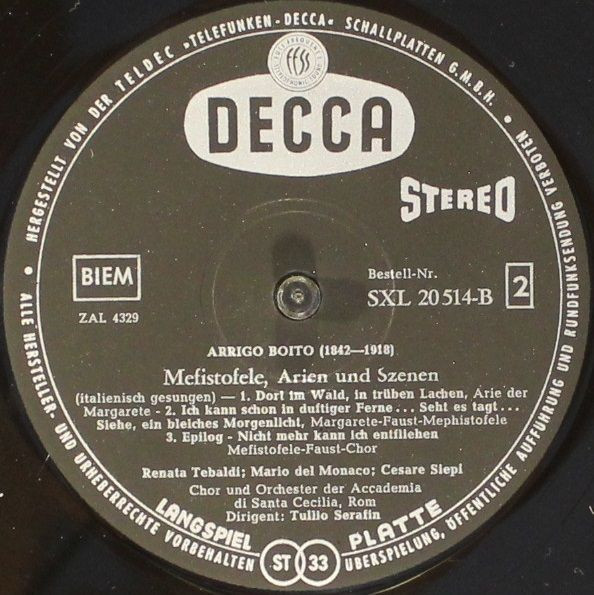 HERGESTELLT VON DER TELDEC »TELEFUNKEN-DECCA« SCHALLPLATTEN G.M.B.H.
ffss
DECCA
STEREO
BIEM
ZAL 4329
Bestell-Nr.
SXL 20514-B
2
ARRIGO BOITO (1842—1918)
Mefistofele, Arien und Szenen
(italienisch gesungen) — 1. Dort im Wald, in trüben Lachen, Arie der
Margarete - 2. Ich kann schon in duftiger Ferne... Seht es tagt...
Siehe, ein bleiches Morgenlicht, Margarete-Faust-Mephistofele
3. Epilog - Nicht mehr kann ich entfliehen
Mefistofele-Faust-Chor
Renata Tebaldi; Mario del Monaco; Cesare Siepi
Chor und Orchester der Accademia
di Santa Cecilia, Rom
Dirigent: Tullio Serafin
LANGSPIEL PLATTE
ST 33
ALLE HERSTELLER- UND URHEBERRECHTE VORBEHALTEN
ÜBERSPIELUNG, ÖFFENTLICHE AUFFÜHRUNG UND RUNDFUNKSENDUNG VERBOTEN